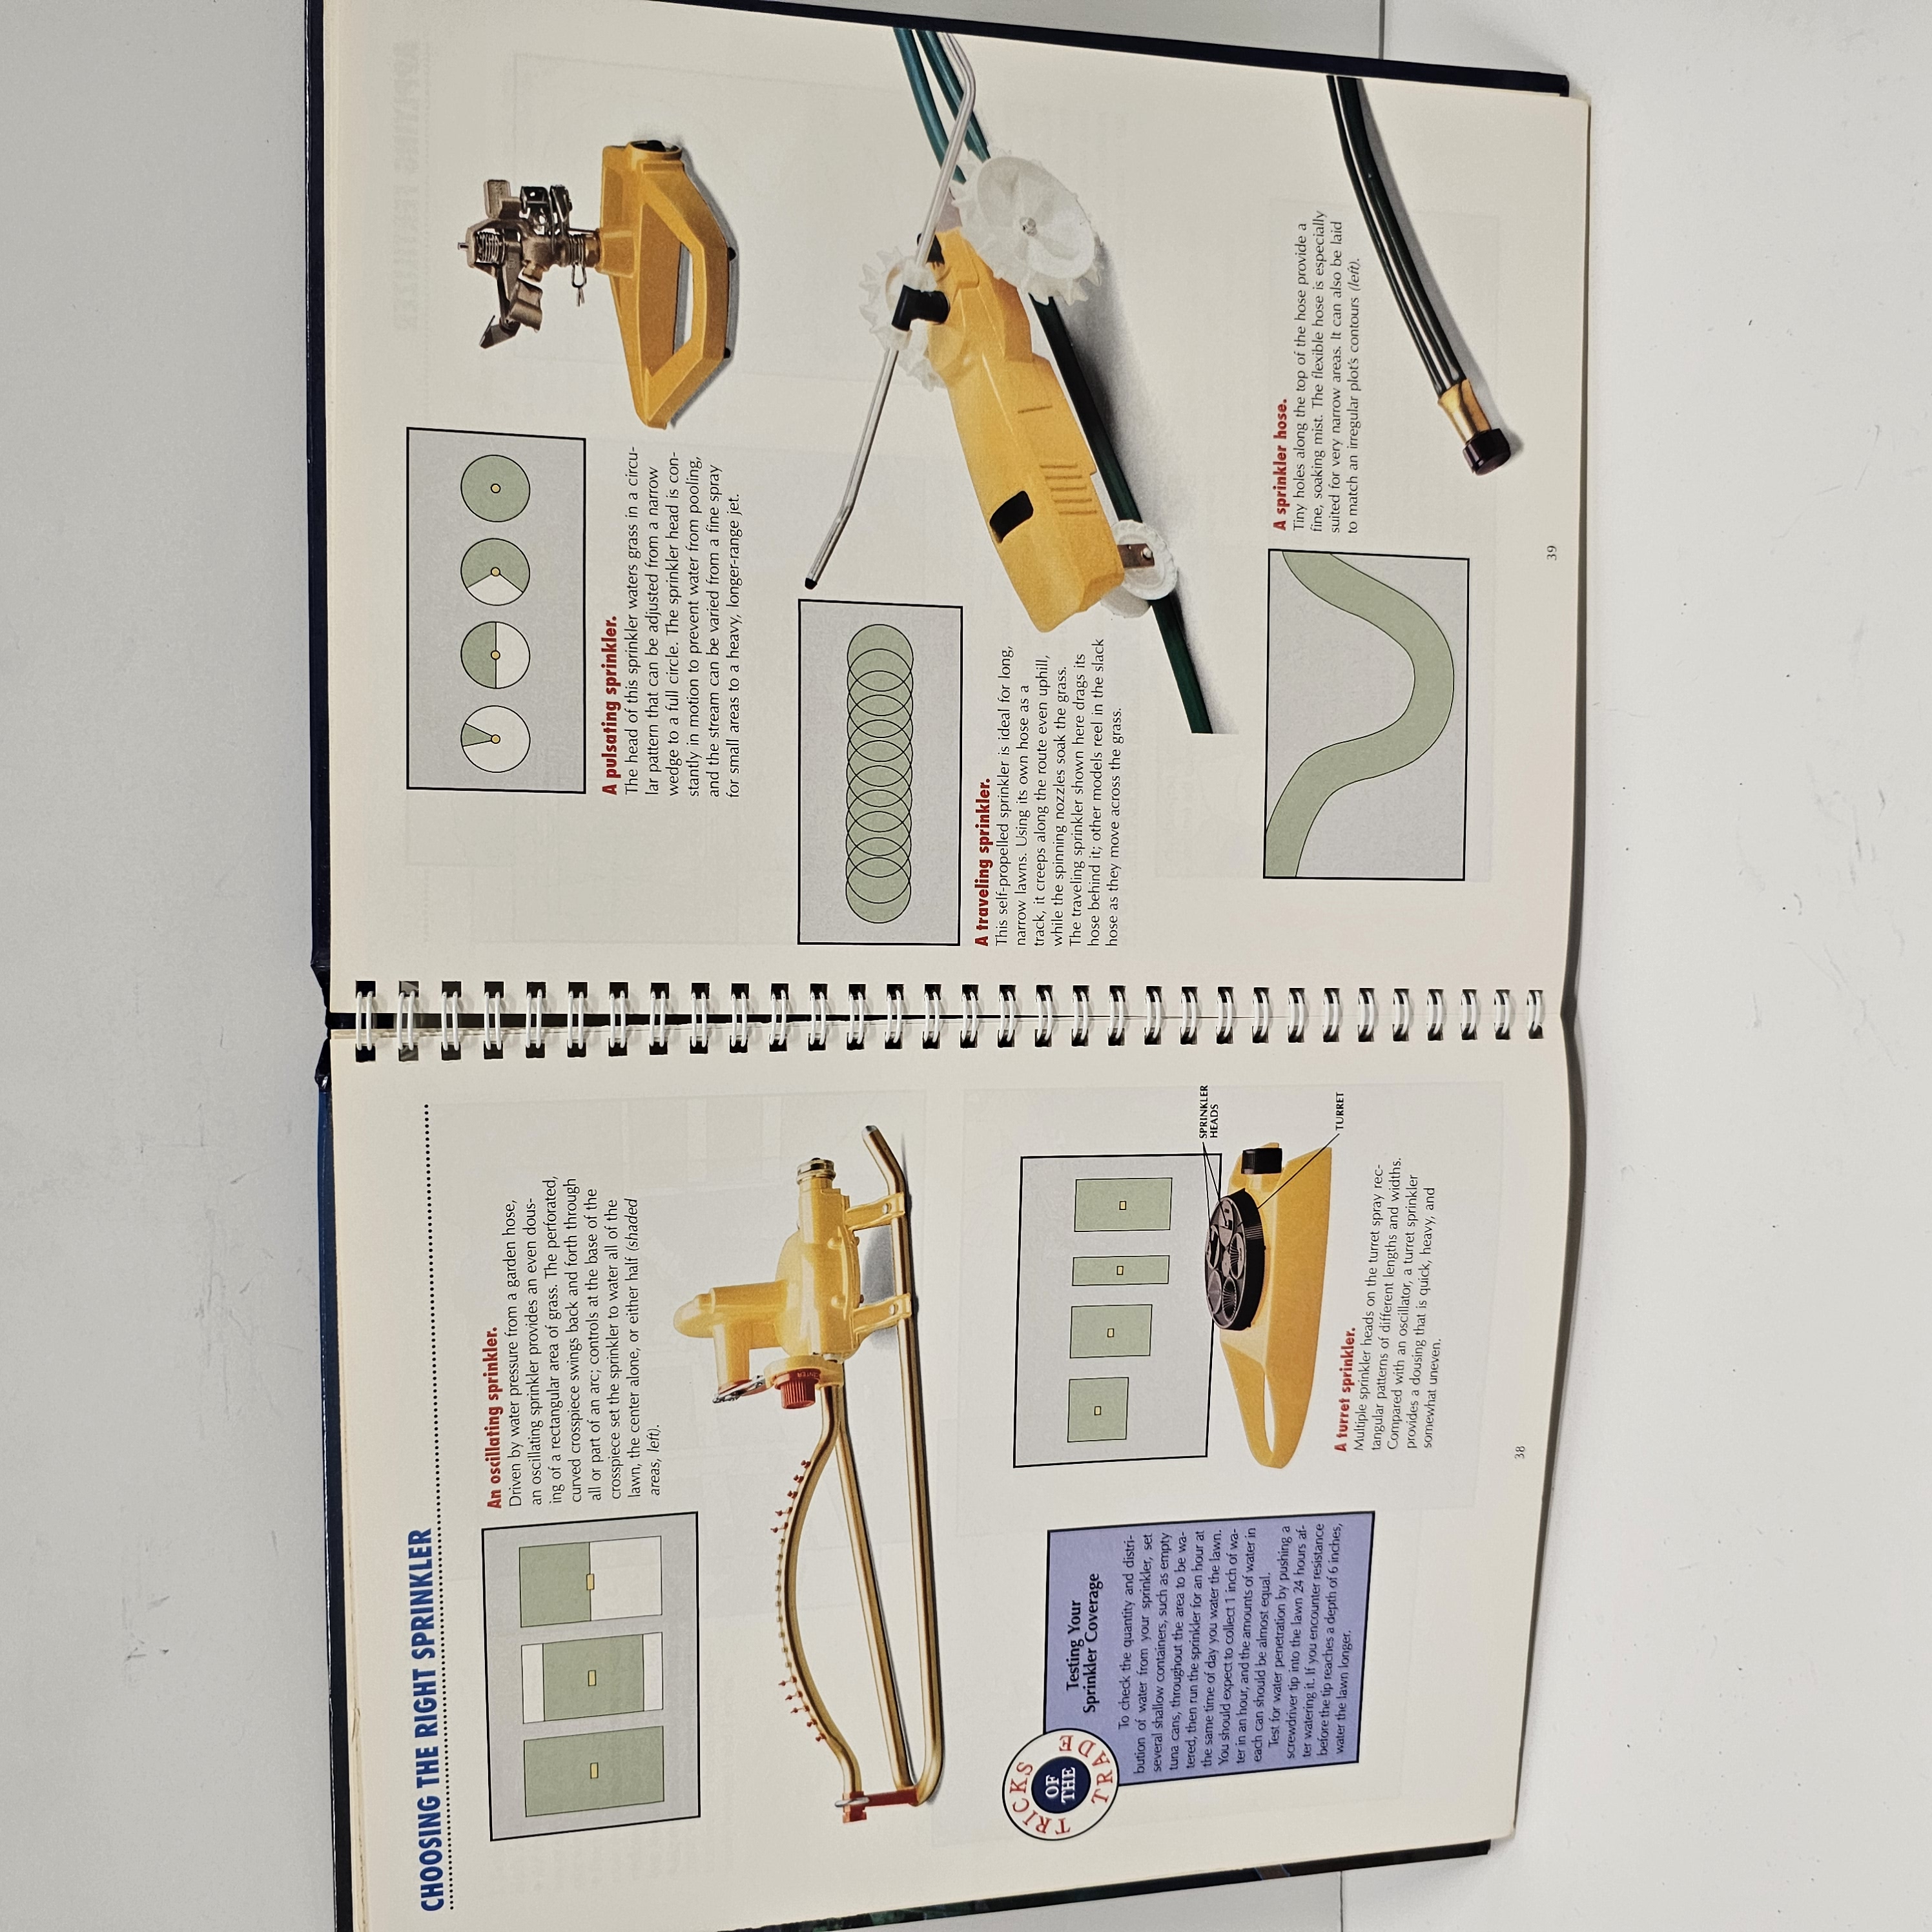 CHOOSING THE RIGHT SPRINKLER
An oscillating sprinkler.
Driven by water pressure from a garden hose,
an oscillating sprinkler provides an even dous-
ing of a rectangular area of grass. The perforated,
curved crosspiece swings back and forth through
all or part of an arc; controls at the base of the
crosspiece set the sprinkler to water all of the
lawn, the center alone, or either half (shaded
areas, left).
TRICKS
OF
THE
TRADE
Testing Your
Sprinkler Coverage
To check the quantity and distri-
bution of water from your sprinkler, set
several shallow containers, such as empty
tuna cans, throughout the area to be wa-
tered, then run the sprinkler for an hour at
the same time of day you water the lawn.
You should expect to collect 1 inch of wa-
ter in an hour, and the amounts of water in
each can should be almost equal.
Test for water penetration by pushing a
screwdriver tip into the lawn 24 hours af-
ter watering it. If you encounter resistance
before the tip reaches a depth of 6 inches,
water the lawn longer.
SPRINKLER
HEADS
TURRET
A turret sprinkler.
Multiple sprinkler heads on the turret spray rec-
tangular patterns of different lengths and widths.
Compared with an oscillator, a turret sprinkler
provides a dousing that is quick, heavy, and
somewhat uneven.
38
A pulsating sprinkler.
The head of this sprinkler waters grass in a circu-
lar pattern that can be adjusted from a narrow
wedge to a full circle. The sprinkler head is con-
stantly in motion to prevent water from pooling,
and the stream can be varied from a fine spray
for small areas to a heavy, longer-range jet.
A traveling sprinkler.
This self-propelled sprinkler is ideal for long,
narrow lawns. Using its own hose as a
track, it creeps along the route even uphill,
while the spinning nozzles soak the grass.
The traveling sprinkler shown here drags its
hose behind it; other models reel in the slack
hose as they move across the grass.
A sprinkler hose.
Tiny holes along the top of the hose provide a
fine, soaking mist. The flexible hose is especially
suited for very narrow areas. It can also be laid
to match an irregular plot's contours (left).
39